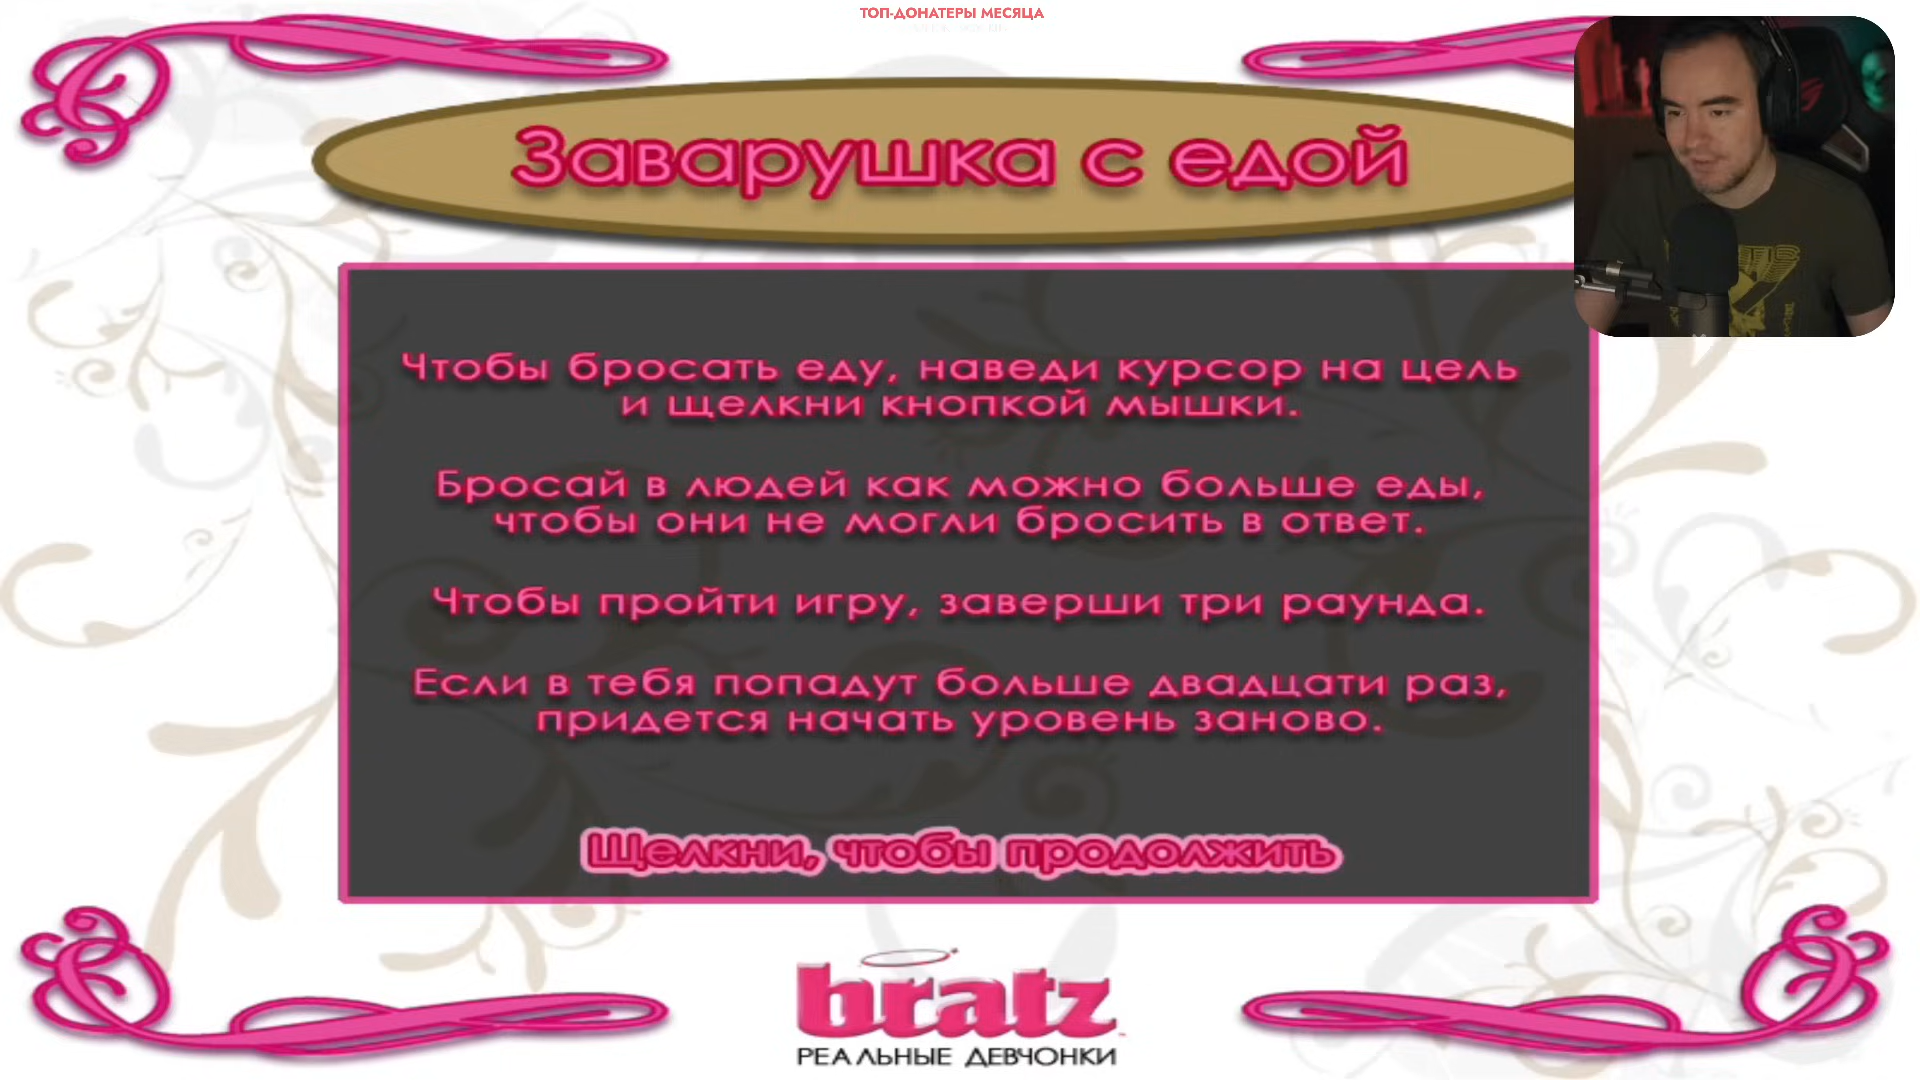 ТОП-ДОНАТЕРЫ МЕСЯЦА
Заварушка с едой
Чтобы бросать еду, наведи курсор на цель
и щелкни кнопкой мышки.
Бросай в людей как можно больше еды,
чтобы они не могли бросить в ответ.
Чтобы пройти игру, заверши три раунда.
Если в тебя попадут больше двадцати раз,
придется начать уровень заново.
Щелкни, чтобы продолжить
bratz
РЕАЛЬНЫЕ ДЕВЧОНКИ